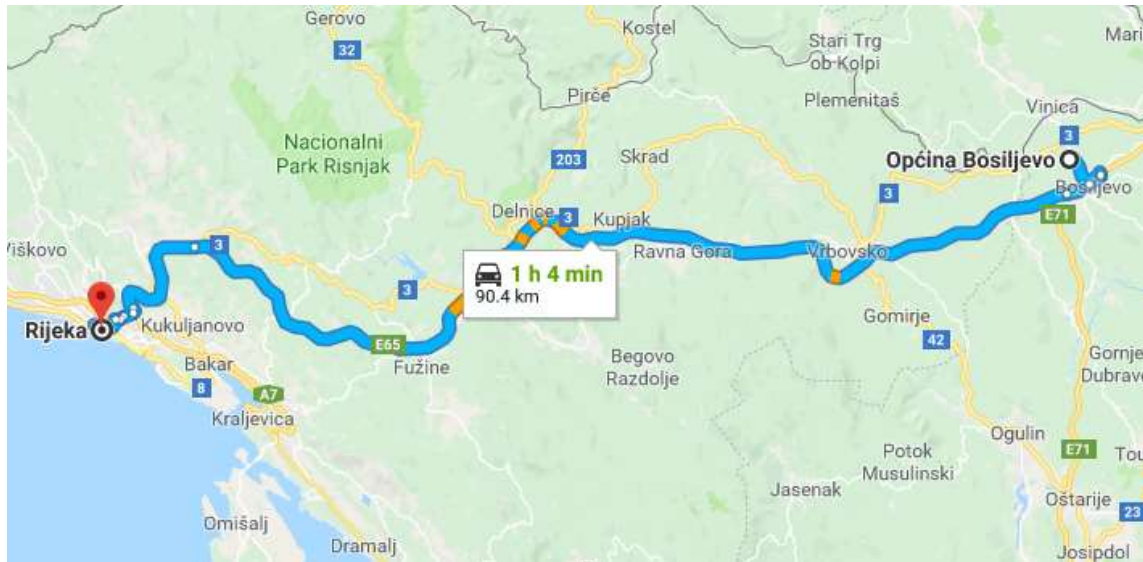 Gerovo
Kostel
Stari Trg
ob Kolpi
32
Pirče
Plemenitaš
Vinica
Nacionalni
Park Risnjak
203
Skrad
3
Općina Bosiljevo
3
Bosiljevo
Delnice
3
Kupjak
E71
Viškovo
3
Ravna Gora
Vrbovsko
1 h 4 min
90.4 km
3
Rijeka
Kukuljanovo
Gomirje
E65
Fužine
42
Bakar
Begovo
Razdolje
Gornje
Dubrave
8
A7
Kraljevica
Ogulin
E71
Potok
Musulinski
Jasenak
Oštarije
Omišalj
23
Dramalj
Josipdol